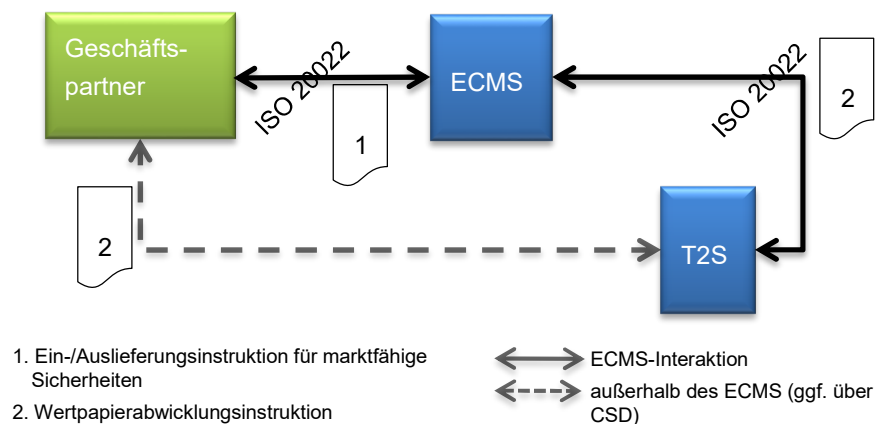 Geschäfts-
partner
ISO 20022
ECMS
ISO 20022
1
2
2
T2S
1. Ein-/Auslieferungsinstruktion für marktfähige
Sicherheiten
2. Wertpapierabwicklungsinstruktion
ECMS-Interaktion
außerhalb des ECMS (ggf. über
CSD)